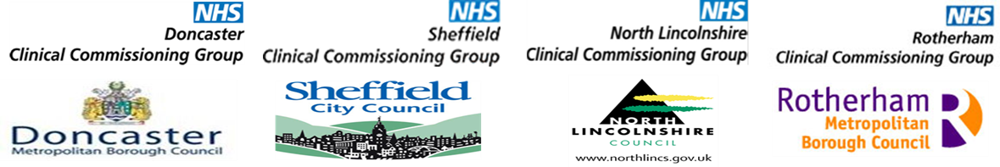 NHS
Doncaster
Clinical Commissioning Group
NHS
Sheffield
Clinical Commissioning Group
NHS
North Lincolnshire
Clinical Commissioning Group
NHS
Rotherham
Clinical Commissioning Group
Doncaster
Metropolitan Borough Council
Sheffield
City Council
NORTH
LINCOLNSHIRE
COUNCIL
www.northlincs.gov.uk
Rotherham
Metropolitan
Borough Council